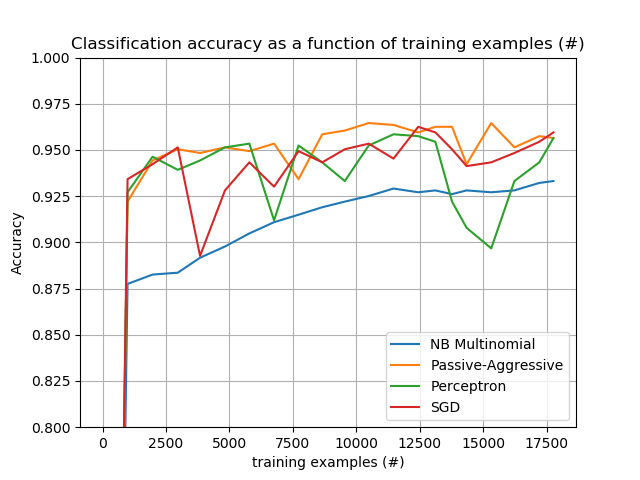 Classification accuracy as a function of training examples (#)
1.000
0.975
0.950
0.925
0.900
0.875
0.850
0.825
0.800
Accuracy
NB Multinomial
Passive-Aggressive
Perceptron
SGD
0 2500 5000 7500 10000 12500 15000 17500
training examples (#)